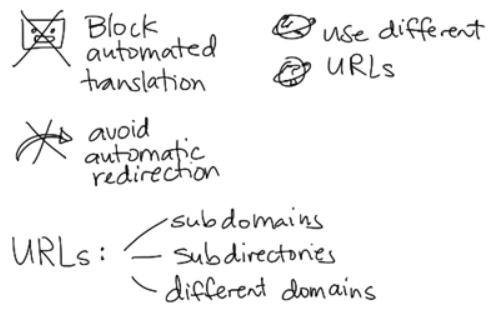 Block
automated
translation
use different
URLs
avoid
automatic
redirection
URLs:
subdomains
subdirectories
different domains